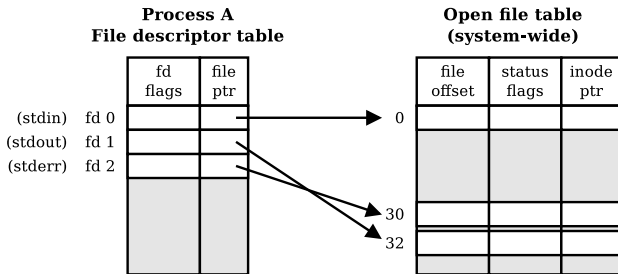 Process A
File descriptor table
Open file table
(system-wide)
fd
flags
file
ptr
file
offset
status
flags
inode
ptr
(stdin) fd 0
0
(stdout) fd 1
(stderr) fd 2
30
32